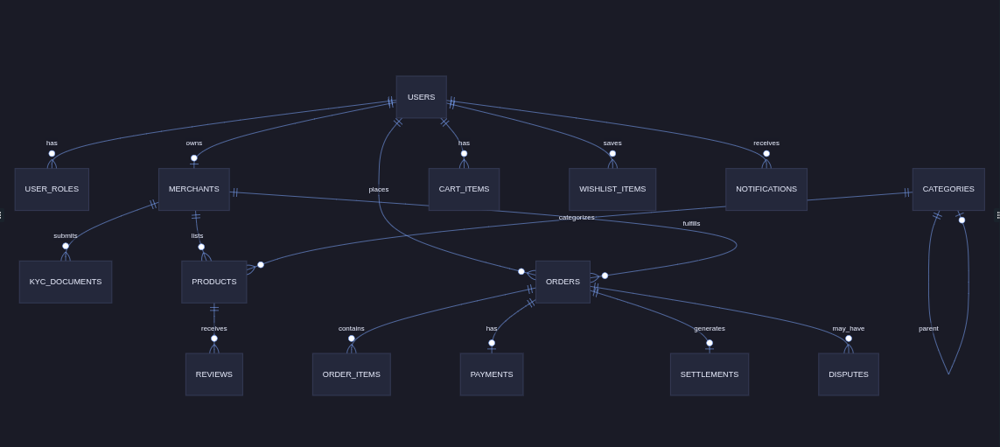 USERS
has
owns
has
saves
receives
USER_ROLES
MERCHANTS
places
CART_ITEMS
WISHLIST_ITEMS
NOTIFICATIONS
CATEGORIES
categorizes
fulfills
submits
lists
KYC_DOCUMENTS
PRODUCTS
ORDERS
receives
contains
has
generates
may_have
parent
REVIEWS
ORDER_ITEMS
PAYMENTS
SETTLEMENTS
DISPUTES